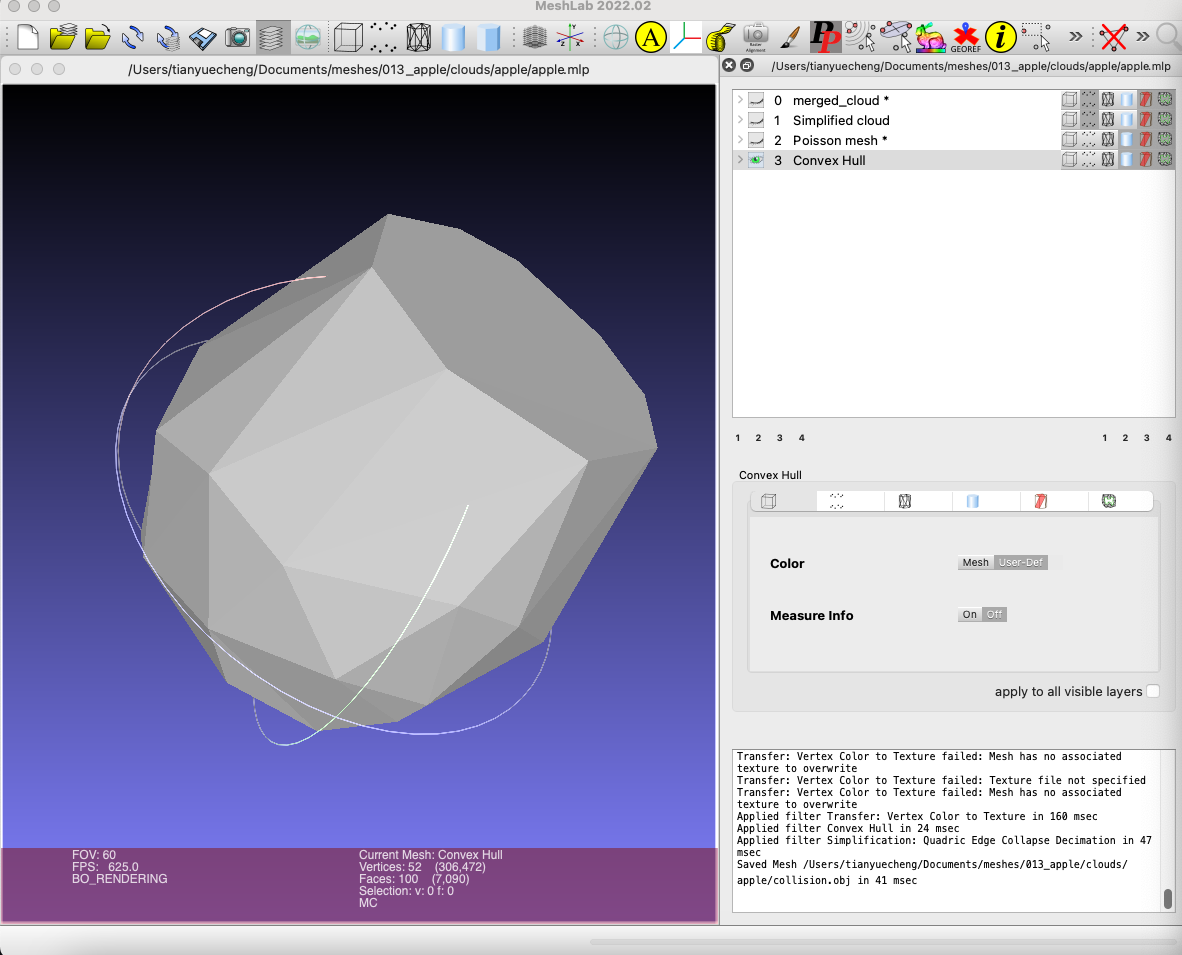 MeshLab 2022.02
A
PP
Raster Alignment
GEOREF
i
»
»
/Users/tianyuecheng/Documents/meshes/013_apple/clouds/apple/apple.mlp
/Users/tianyuecheng/Documents/meshes/013_apple/clouds/apple/apple.mlp
0 merged_cloud *
1 Simplified cloud
2 Poisson mesh *
3 Convex Hull
1 2 3 4 1 2 3 4
Convex Hull
Color Mesh User-Def
Measure Info On Off
apply to all visible layers
Transfer: Vertex Color to Texture failed: Mesh has no associated
texture to overwrite
Transfer: Vertex Color to Texture failed: Texture file not specified
Transfer: Vertex Color to Texture failed: Mesh has no associated
texture to overwrite
Applied filter Transfer: Vertex Color to Texture in 160 msec
Applied filter Convex Hull in 24 msec
Applied filter Simplification: Quadric Edge Collapse Decimation in 47
msec
Saved Mesh /Users/tianyuecheng/Documents/meshes/013_apple/clouds/
apple/collision.obj in 41 msec
FOV: 60
FPS: 625.0
BO_RENDERING
Current Mesh: Convex Hull
Vertices: 52 (306,472)
Faces: 100 (7,090)
Selection: v: 0 f: 0
MC